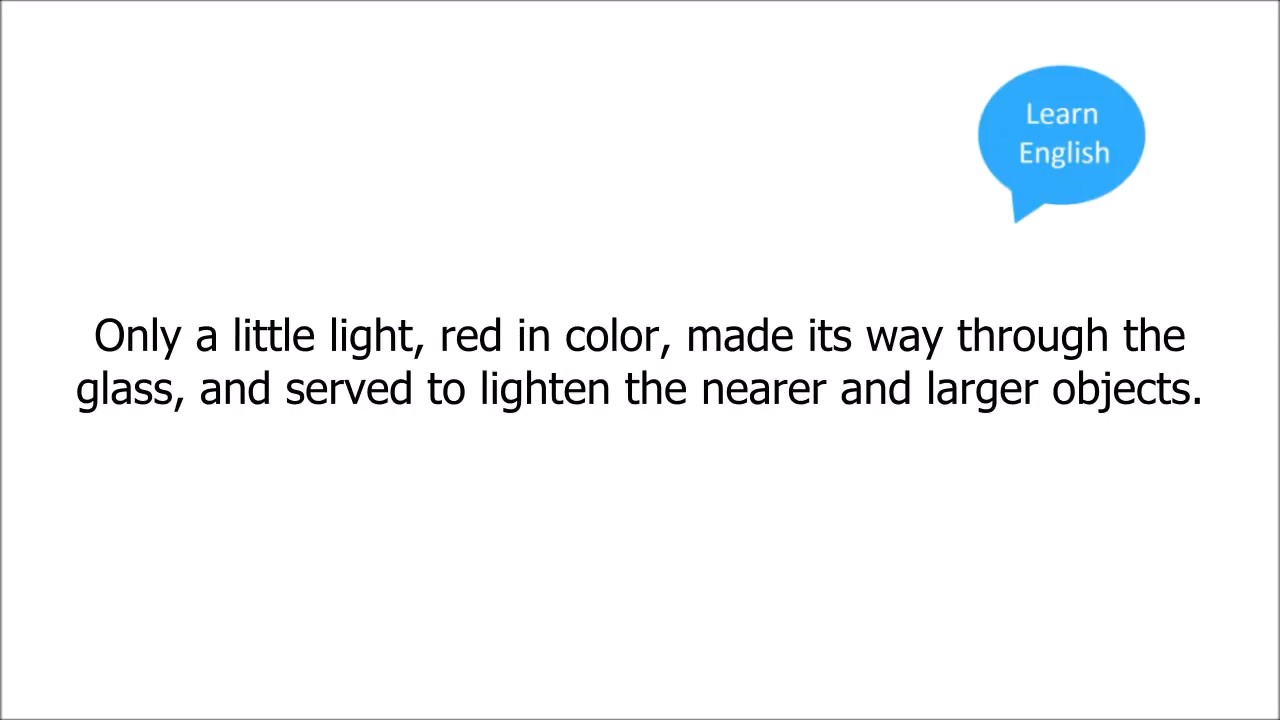 Learn
English
Only a little light, red in color, made its way through the
glass, and served to lighten the nearer and larger objects.